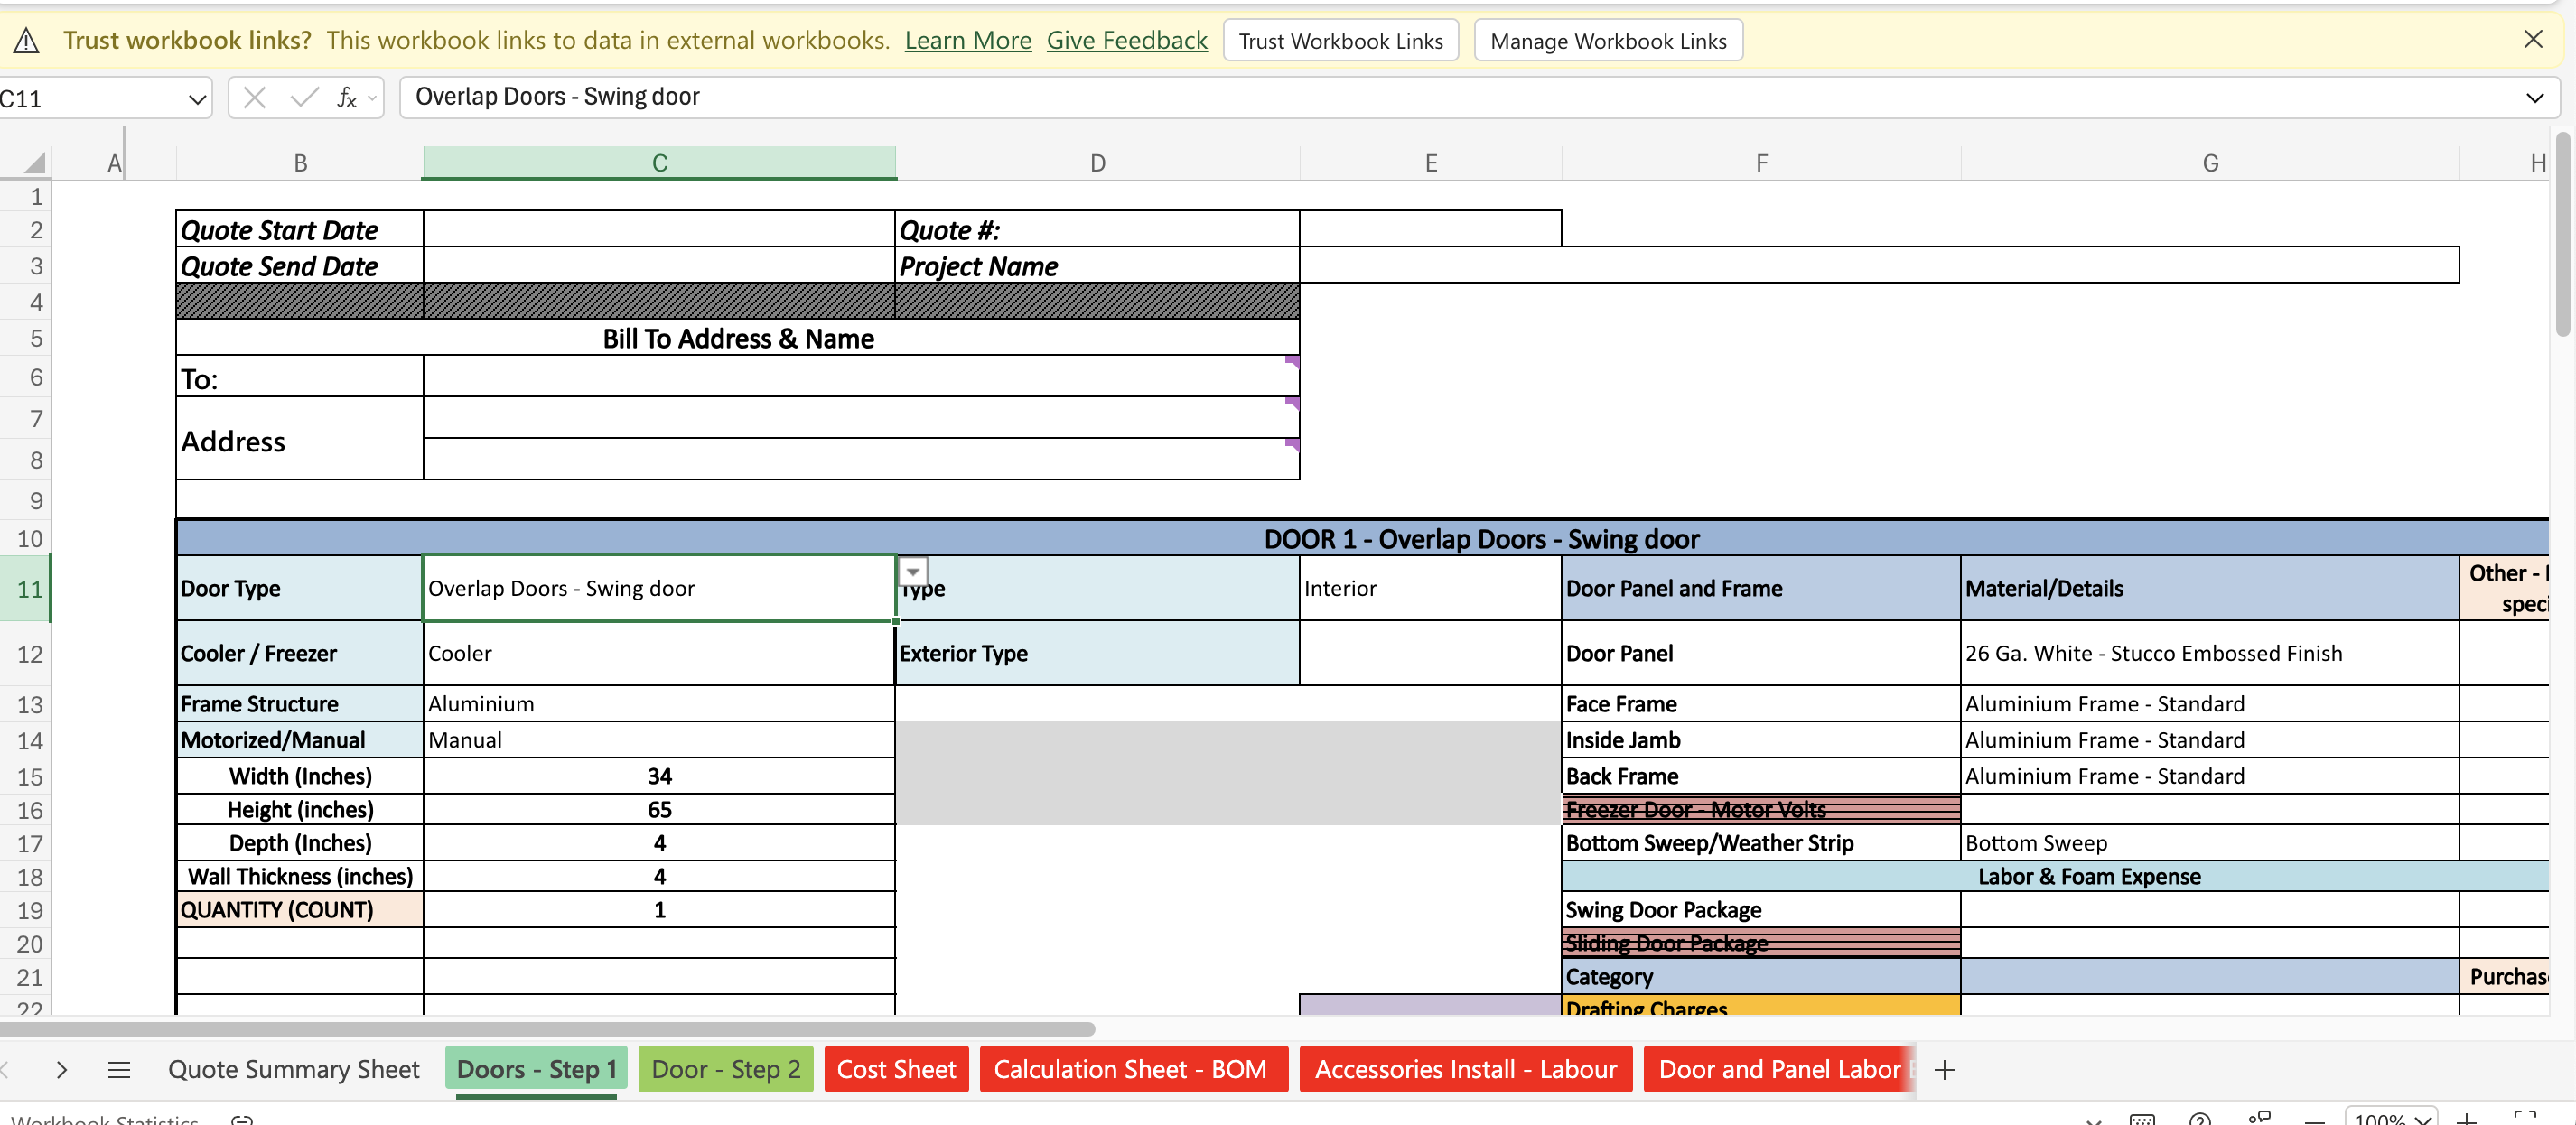 Trust workbook links? This workbook links to data in external workbooks. Learn More Give Feedback Trust Workbook Links Manage Workbook Links
C11 fx Overlap Doors - Swing door
A B C D E F G H
1
2 Quote Start Date Quote #:
3 Quote Send Date Project Name
4
5 Bill To Address & Name
6 To:
7
Address
8
9
10 DOOR 1 - Overlap Doors - Swing door
11 Door Type Overlap Doors - Swing door Type Interior Door Panel and Frame Material/Details Other -
12 Cooler / Freezer Cooler Exterior Type Door Panel 26 Ga. White - Stucco Embossed Finish
13 Frame Structure Aluminium Face Frame Aluminium Frame - Standard
14 Motorized/Manual Manual Inside Jamb Aluminium Frame - Standard
15 Width (Inches) 34 Back Frame Aluminium Frame - Standard
16 Height (inches) 65 Freezer Door - Motor Volts
17 Depth (Inches) 4 Bottom Sweep/Weather Strip Bottom Sweep
18 Wall Thickness (inches) 4 Labor & Foam Expense
19 QUANTITY (COUNT) 1 Swing Door Package
20 Sliding Door Package
21 Category Purchas
22 Drafting Charges
Quote Summary Sheet Doors - Step 1 Door - Step 2 Cost Sheet Calculation Sheet - BOM Accessories Install - Labour Door and Panel Labor
Workbook Statistics 100%